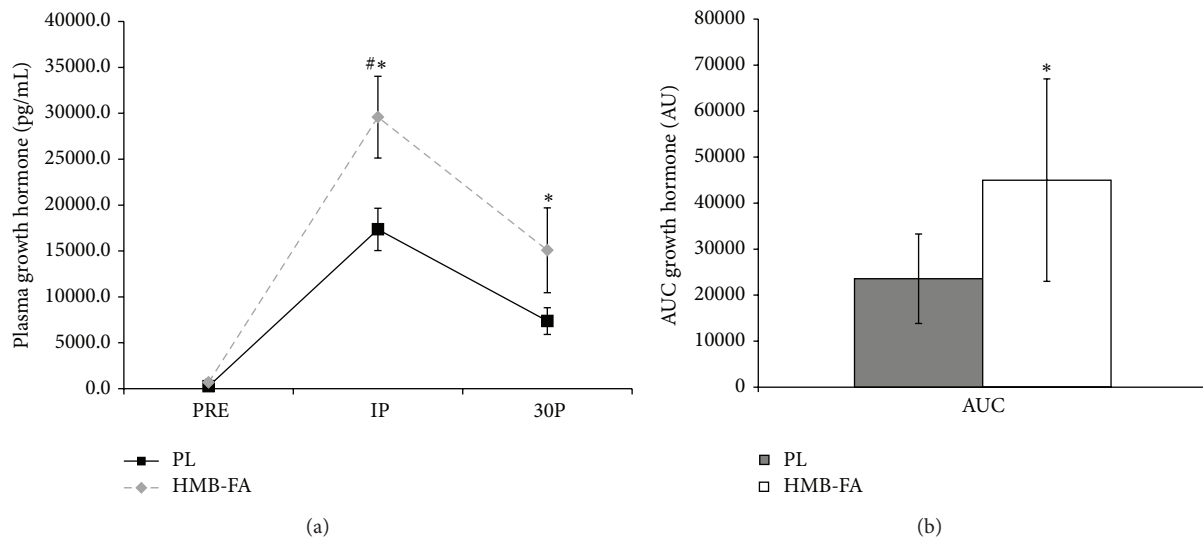 Plasma growth hormone (pg/mL)
40000.0
35000.0
30000.0
25000.0
20000.0
15000.0
10000.0
5000.0
0.0
#*
*
PRE IP 30P
PL
HMB-FA
(a)
AUC growth hormone (AU)
80000
70000
60000
50000
40000
30000
20000
10000
0
*
AUC
PL
HMB-FA
(b)